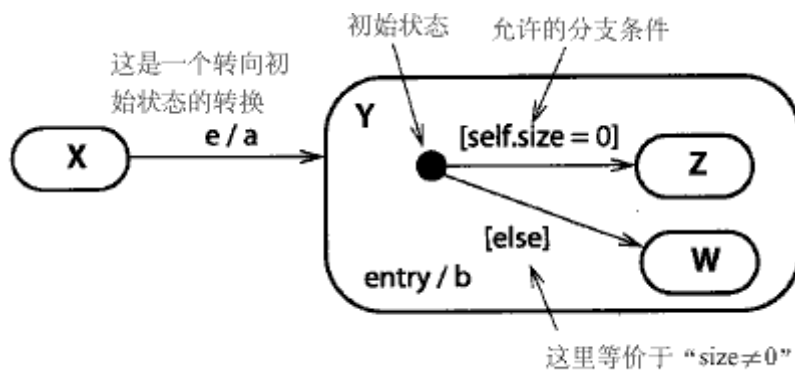 初始状态
允许的分支条件
这是一个转向初
始状态的转换
Y
[self.size = 0]
e / a
X
Z
[else]
W
entry / b
这里等价于“size≠0”